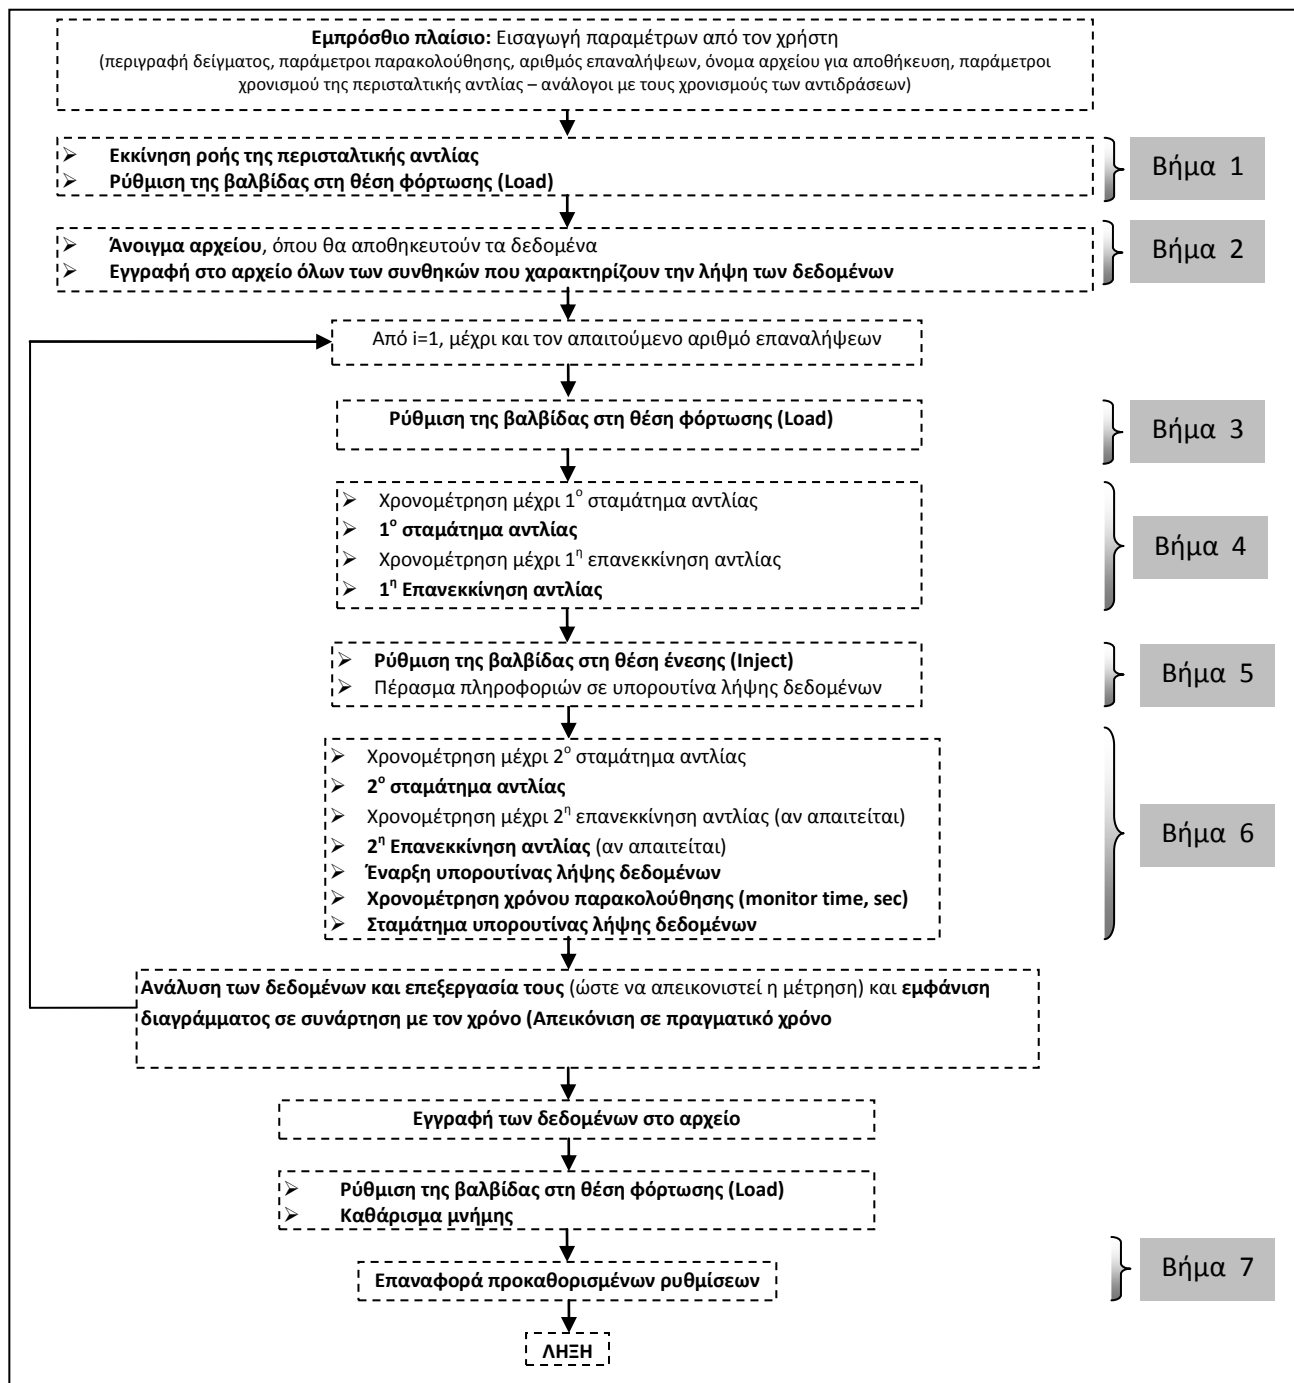 Εμπρόσθιο πλαίσιο: Εισαγωγή παραμέτρων από τον χρήστη
(περιγραφή δείγματος, παράμετροι παρακολούθησης, αριθμός επαναλήψεων, όνομα αρχείου για αποθήκευση, παράμετροι
χρονισμού της περισταλτικής αντλίας – ανάλογοι με τους χρονισμούς των αντιδράσεων)
➢ Εκκίνηση ροής της περισταλτικής αντλίας
➢ Ρύθμιση της βαλβίδας στη θέση φόρτωσης (Load)
Βήμα 1
➢ Άνοιγμα αρχείου, όπου θα αποθηκευτούν τα δεδομένα
➢ Εγγραφή στο αρχείο όλων των συνθηκών που χαρακτηρίζουν την λήψη των δεδομένων
Βήμα 2
Από i=1, μέχρι και τον απαιτούμενο αριθμό επαναλήψεων
Ρύθμιση της βαλβίδας στη θέση φόρτωσης (Load)
Βήμα 3
➢ Χρονομέτρηση μέχρι 1ο σταμάτημα αντλίας
➢ 1ο σταμάτημα αντλίας
➢ Χρονομέτρηση μέχρι 1η επανεκκίνηση αντλίας
➢ 1η Επανεκκίνηση αντλίας
Βήμα 4
➢ Ρύθμιση της βαλβίδας στη θέση ένεσης (Inject)
➢ Πέρασμα πληροφοριών σε υπορουτίνα λήψης δεδομένων
Βήμα 5
➢ Χρονομέτρηση μέχρι 2ο σταμάτημα αντλίας
➢ 2ο σταμάτημα αντλίας
➢ Χρονομέτρηση μέχρι 2η επανεκκίνηση αντλίας (αν απαιτείται)
➢ 2η Επανεκκίνηση αντλίας (αν απαιτείται)
➢ Έναρξη υπορουτίνας λήψης δεδομένων
➢ Χρονομέτρηση χρόνου παρακολούθησης (monitor time, sec)
➢ Σταμάτημα υπορουτίνας λήψης δεδομένων
Βήμα 6
Ανάλυση των δεδομένων και επεξεργασία τους (ώστε να απεικονιστεί η μέτρηση) και εμφάνιση
διαγράμματος σε συνάρτηση με τον χρόνο (Απεικόνιση σε πραγματικό χρόνο
Εγγραφή των δεδομένων στο αρχείο
➢ Ρύθμιση της βαλβίδας στη θέση φόρτωσης (Load)
➢ Καθάρισμα μνήμης
Επαναφορά προκαθορισμένων ρυθμίσεων
Βήμα 7
ΛΗΞΗ